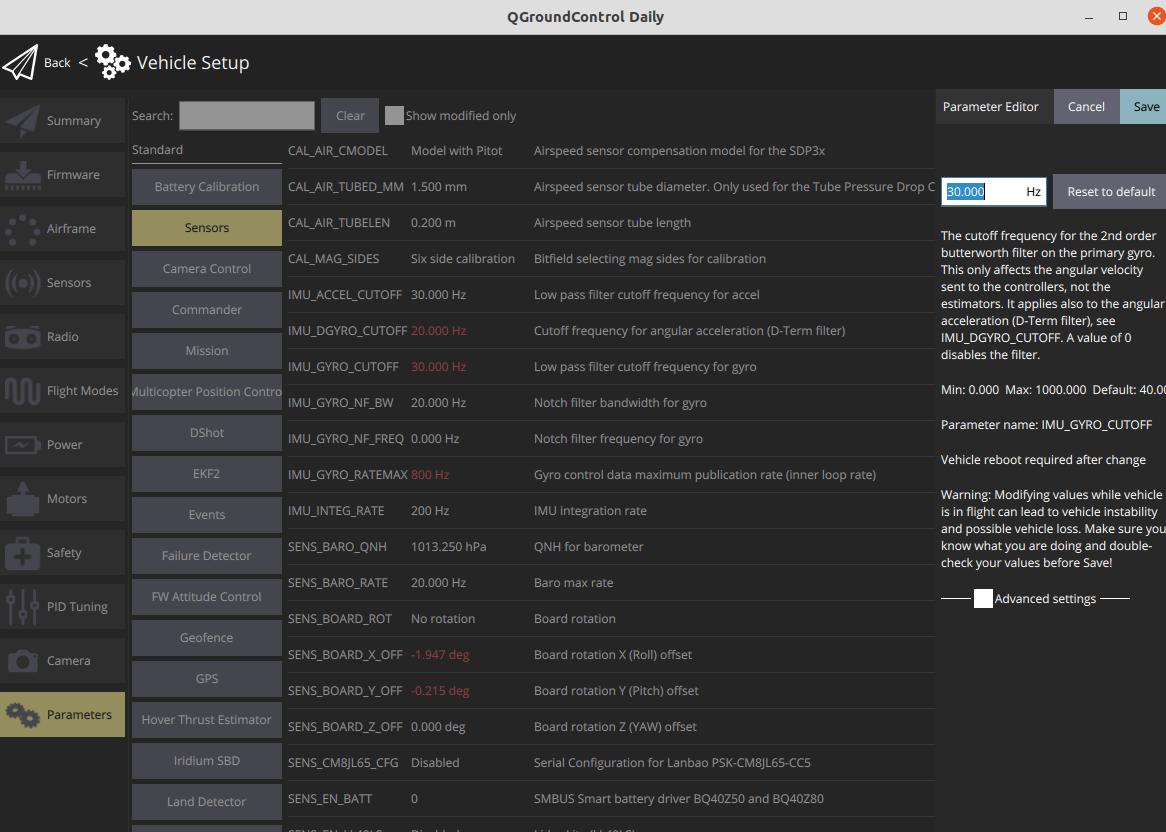 QGroundControl Daily
Back < Vehicle Setup
Summary
Firmware
Airframe
Sensors
Radio
Flight Modes
Power
Motors
Safety
PID Tuning
Camera
Parameters
Search: Clear Show modified only
Standard
Battery Calibration
Sensors
Camera Control
Commander
Mission
Multicopter Position Contro
DShot
EKF2
Events
Failure Detector
FW Attitude Control
Geofence
GPS
Hover Thrust Estimator
Iridium SBD
Land Detector
CAL_AIR_CMODEL Model with Pitot Airspeed sensor compensation model for the SDP3x
CAL_AIR_TUBED_MM 1.500 mm Airspeed sensor tube diameter. Only used for the Tube Pressure Drop C
CAL_AIR_TUBELEN 0.200 m Airspeed sensor tube length
CAL_MAG_SIDES Six side calibration Bitfield selecting mag sides for calibration
IMU_ACCEL_CUTOFF 30.000 Hz Low pass filter cutoff frequency for accel
IMU_DGYRO_CUTOFF 20.000 Hz Cutoff frequency for angular acceleration (D-Term filter)
IMU_GYRO_CUTOFF 30.000 Hz Low pass filter cutoff frequency for gyro
IMU_GYRO_NF_BW 20.000 Hz Notch filter bandwidth for gyro
IMU_GYRO_NF_FREQ 0.000 Hz Notch filter frequency for gyro
IMU_GYRO_RATEMAX 800 Hz Gyro control data maximum publication rate (inner loop rate)
IMU_INTEG_RATE 200 Hz IMU integration rate
SENS_BARO_QNH 1013.250 hPa QNH for barometer
SENS_BARO_RATE 20.000 Hz Baro max rate
SENS_BOARD_ROT No rotation Board rotation
SENS_BOARD_X_OFF -1.947 deg Board rotation X (Roll) offset
SENS_BOARD_Y_OFF -0.215 deg Board rotation Y (Pitch) offset
SENS_BOARD_Z_OFF 0.000 deg Board rotation Z (YAW) offset
SENS_CM8JL65_CFG Disabled Serial Configuration for Lanbao PSK-CM8JL65-CC5
SENS_EN_BATT 0 SMBUS Smart battery driver BQ40Z50 and BQ40Z80
Parameter Editor Cancel Save
30.000 Hz Reset to default
The cutoff frequency for the 2nd order
butterworth filter on the primary gyro.
This only affects the angular velocity
sent to the controllers, not the
estimators. It applies also to the angular
acceleration (D-Term filter), see
IMU_DGYRO_CUTOFF. A value of 0
disables the filter.
Min: 0.000 Max: 1000.000 Default: 40.00
Parameter name: IMU_GYRO_CUTOFF
Vehicle reboot required after change
Warning: Modifying values while vehicle
is in flight can lead to vehicle instability
and possible vehicle loss. Make sure you
know what you are doing and double-
check your values before Save!
Advanced settings